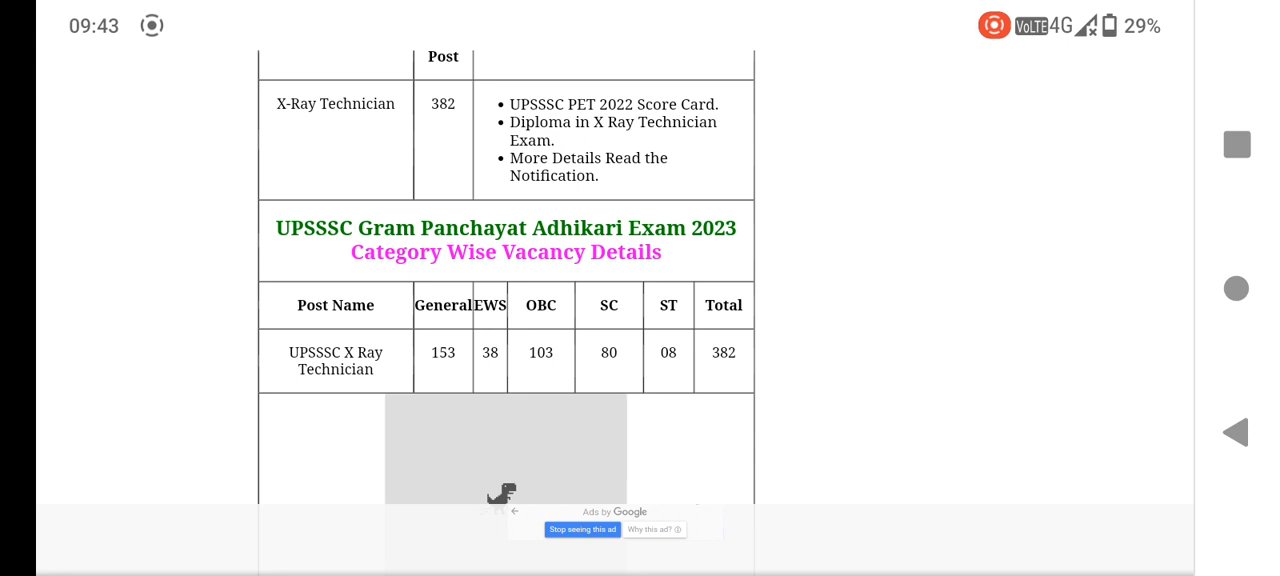 09:43 VoLTE 4G 29%
Post
X-Ray Technician 382 • UPSSSC PET 2022 Score Card.
• Diploma in X Ray Technician
Exam.
• More Details Read the
Notification.
UPSSSC Gram Panchayat Adhikari Exam 2023
Category Wise Vacancy Details
Post Name General EWS OBC SC ST Total
UPSSSC X Ray 153 38 103 80 08 382
Technician
Ads by Google
Stop seeing this ad Why this ad?